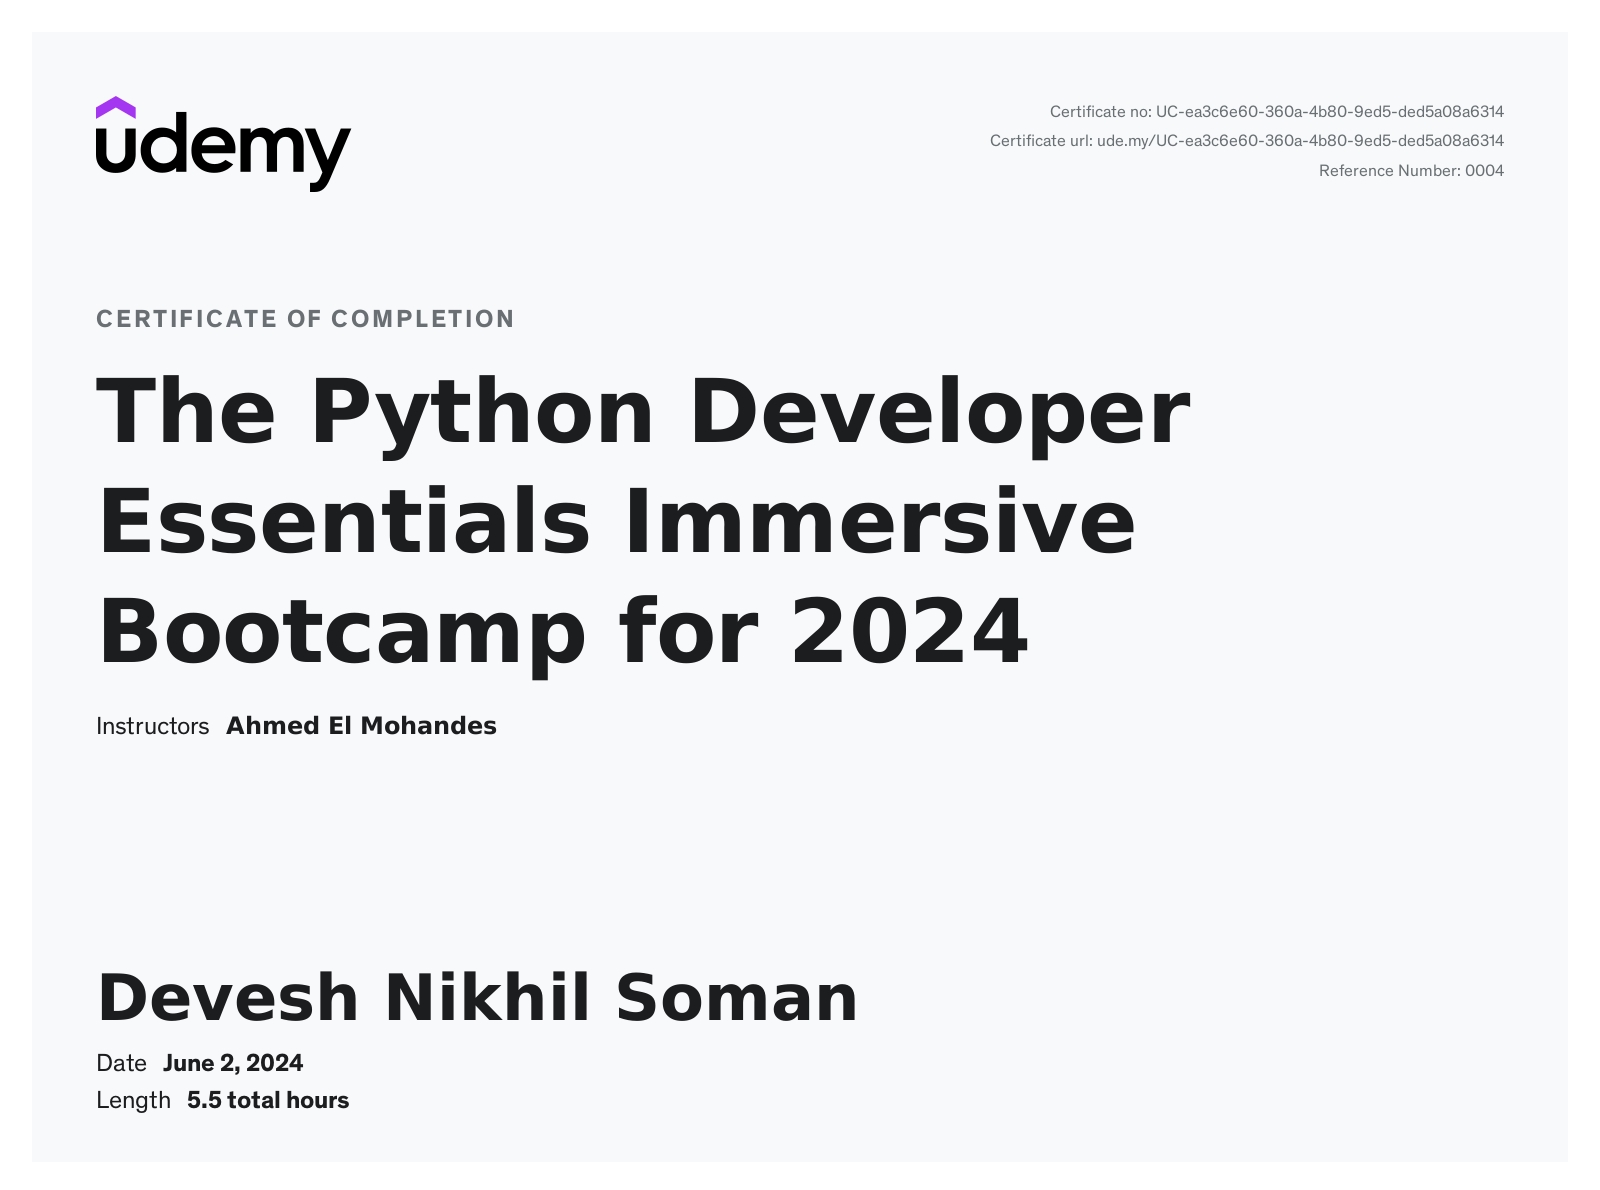 udemy
Certificate no: UC-ea3c6e60-360a-4b80-9ed5-ded5a08a6314
Certificate url: ude.my/UC-ea3c6e60-360a-4b80-9ed5-ded5a08a6314
Reference Number: 0004
CERTIFICATE OF COMPLETION
The Python Developer
Essentials Immersive
Bootcamp for 2024
Instructors Ahmed El Mohandes
Devesh Nikhil Soman
Date June 2, 2024
Length 5.5 total hours